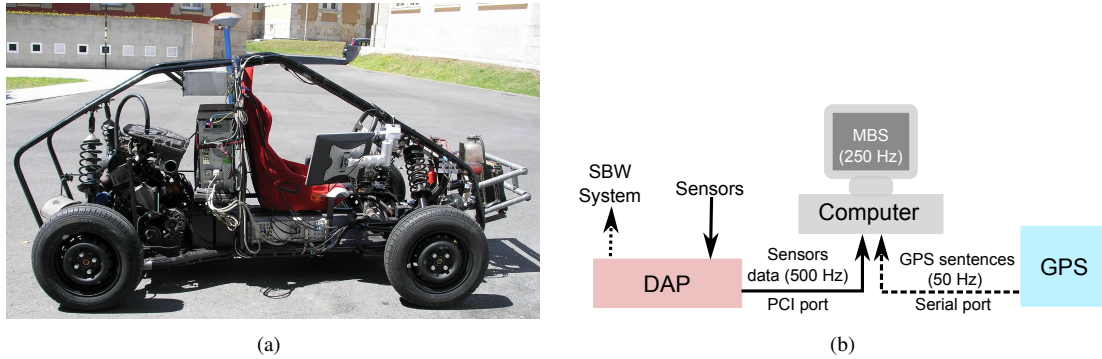 MBS
(250 Hz)
SBW
System
Sensors
Computer
Sensors
data (500 Hz)
GPS sentences
(50 Hz)
DAP
GPS
PCI port
Serial port
(a)
(b)